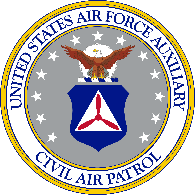 UNITED STATES AIR FORCE AUXILIARY
CIVIL AIR PATROL